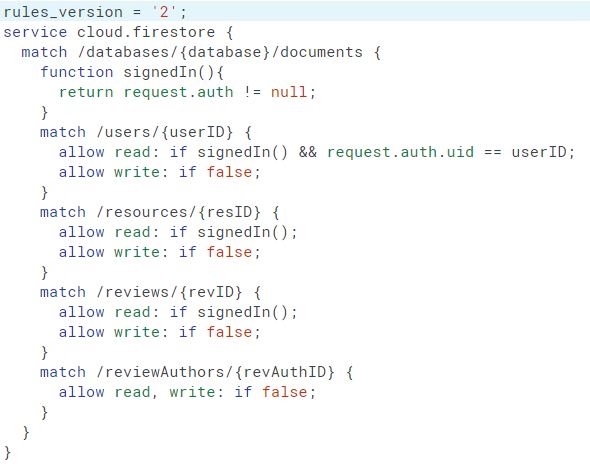 rules_version = '2';
service cloud.firestore {
  match /databases/{database}/documents {
    function signedIn(){
      return request.auth != null;
    }
    match /users/{userID} {
      allow read: if signedIn() && request.auth.uid == userID;
      allow write: if false;
    }
    match /resources/{resID} {
      allow read: if signedIn();
      allow write: if false;
    }
    match /reviews/{revID} {
      allow read: if signedIn();
      allow write: if false;
    }
    match /reviewAuthors/{revAuthID} {
      allow read, write: if false;
    }
  }
}